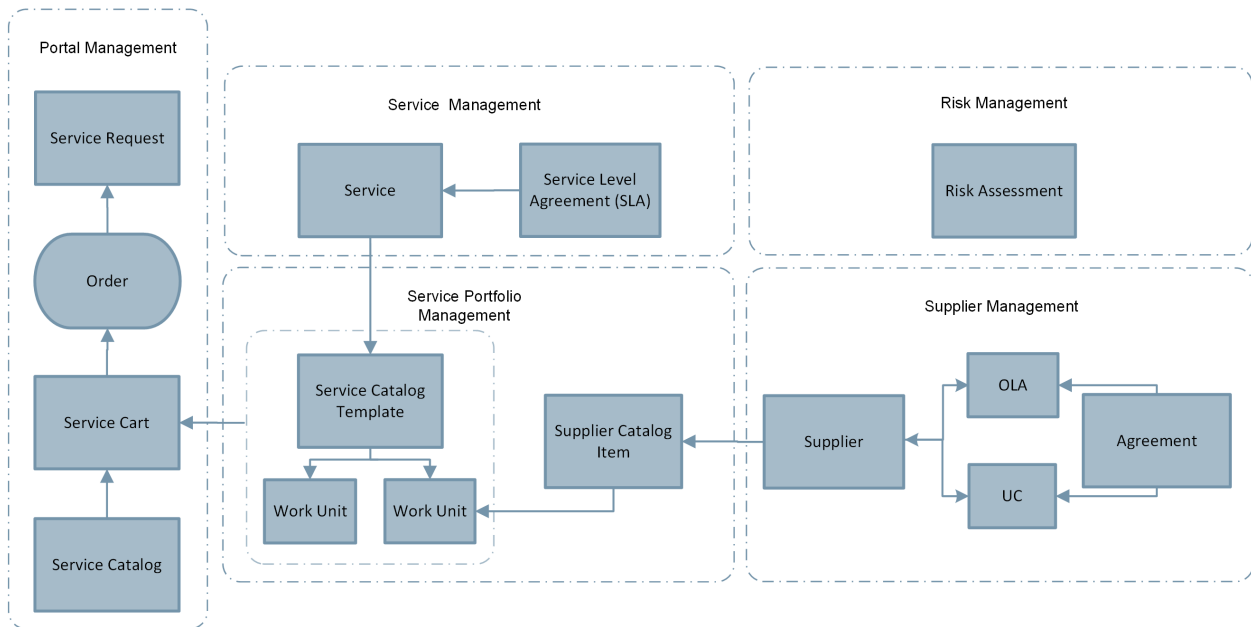 Portal Management
Service Request
Order
Service Cart
Service Catalog
Service Management
Service
Service Level
Agreement (SLA)
Risk Management
Risk Assessment
Service Portfolio
Management
Service Catalog
Template
Work Unit
Work Unit
Supplier Catalog
Item
Supplier Management
Supplier
OLA
UC
Agreement